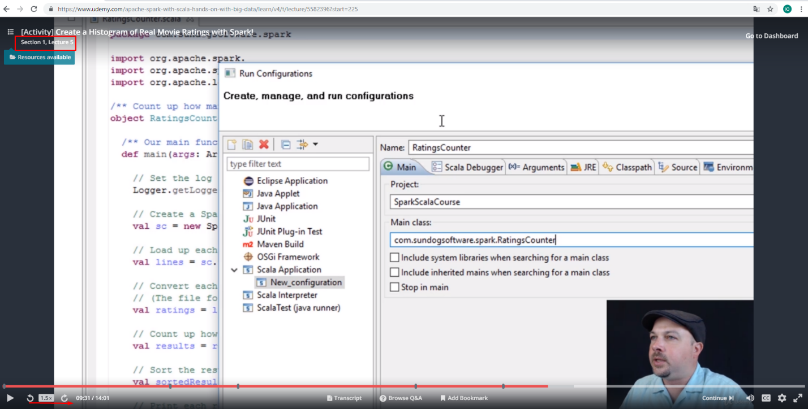 https://www.udemy.com/apache-spark-with-scala-hands-on-with-big-data/learn/v4/t/lecture/5582396?start=225
RatingsCounter.scala
[Activity] Create a Histogram of Real Movie Ratings with Spark!
Section 1, Lecture 5
Go to Dashboard
Resources available
import org.apache.spark.
import org.apache.sp
import org.apache.l
Run Configurations
Create, manage, and run configurations
/** Count up how ma
object RatingsCount
/** Our main func
def main(args: Ar
// Set the log
Logger.getLogge
// Create a Spa
val sc = new Sp
// Load up each
val lines = sc.
// Convert each
// (The file fo
val ratings = l
// Count up how
val results = r
// Sort the res
val sortedResul
type filter text
Eclipse Application
Java Applet
Java Application
JUnit
JUnit Plug-in Test
Maven Build
OSGi Framework
Scala Application
New_configuration
Scala Interpreter
ScalaTest (java runner)
Name: RatingsCounter
Main Scala Debugger Arguments JRE Classpath Source Environm
Project:
SparkScalaCourse
Main class:
com.sundogsoftware.spark.RatingsCounter
Include system libraries when searching for a main class
Include inherited mains when searching for a main class
Stop in main
1.5x 09:31 / 14:01 Transcript Browse Q&A Add Bookmark Continue